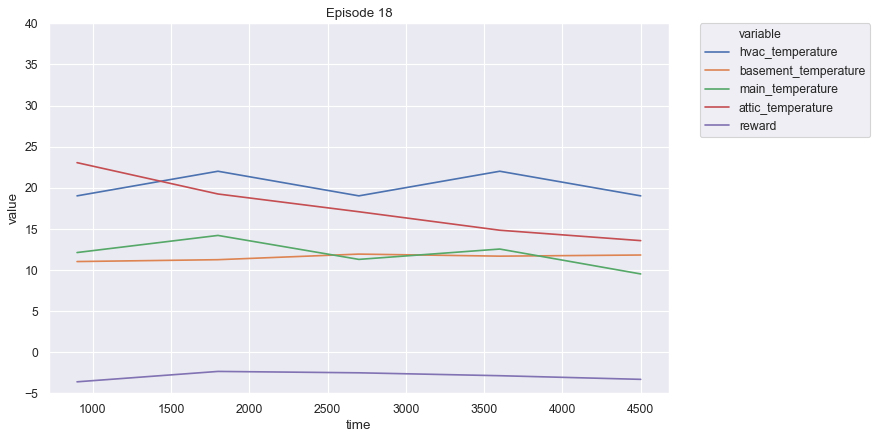 Episode 18
variable
hvac_temperature
basement_temperature
main_temperature
attic_temperature
reward
value
40
35
30
25
20
15
10
5
0
−5
1000 1500 2000 2500 3000 3500 4000 4500
time